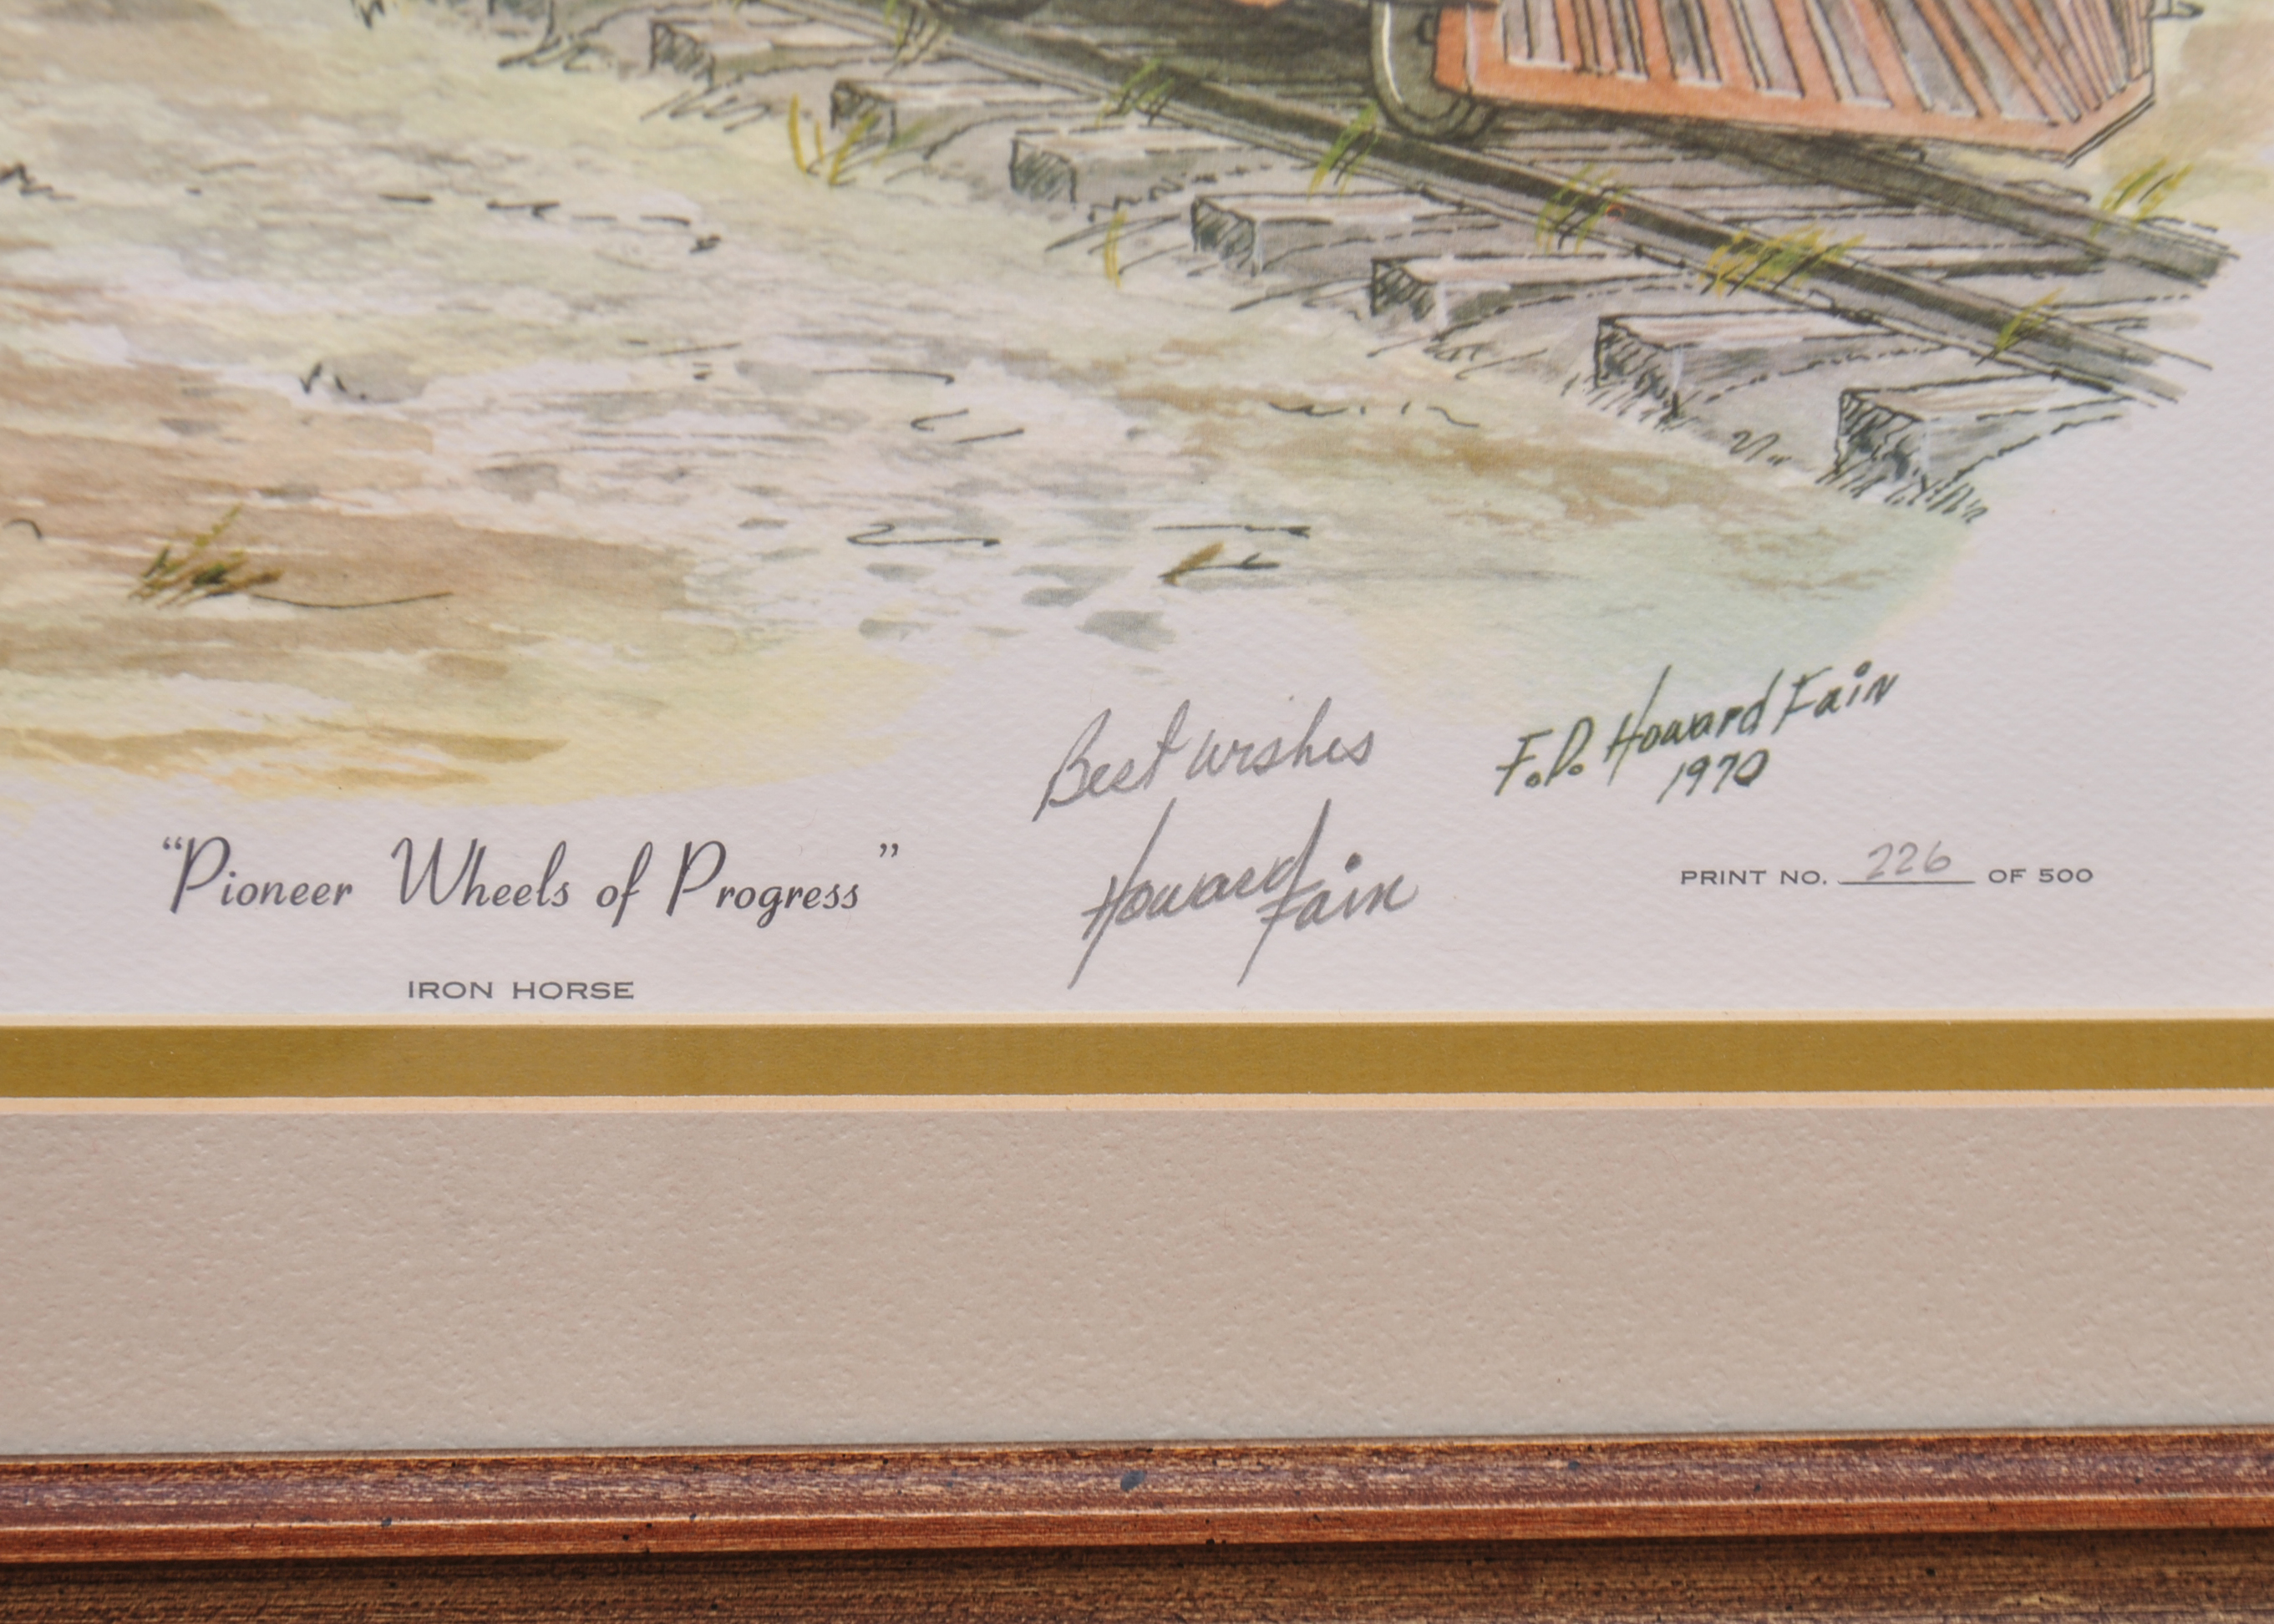 Best wishes
Howard Fain
F.D. Howard Fain
1970
"Pioneer Wheels of Progress"
IRON HORSE
PRINT NO. 226 OF 500